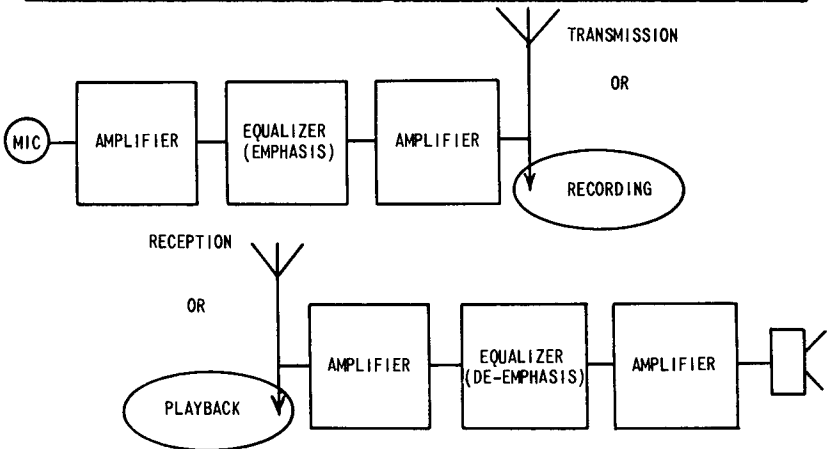 TRANSMISSION
OR
MIC
AMPLIFIER
EQUALIZER
(EMPHASIS)
AMPLIFIER
RECORDING
RECEPTION
OR
PLAYBACK
AMPLIFIER
EQUALIZER
(DE-EMPHASIS)
AMPLIFIER